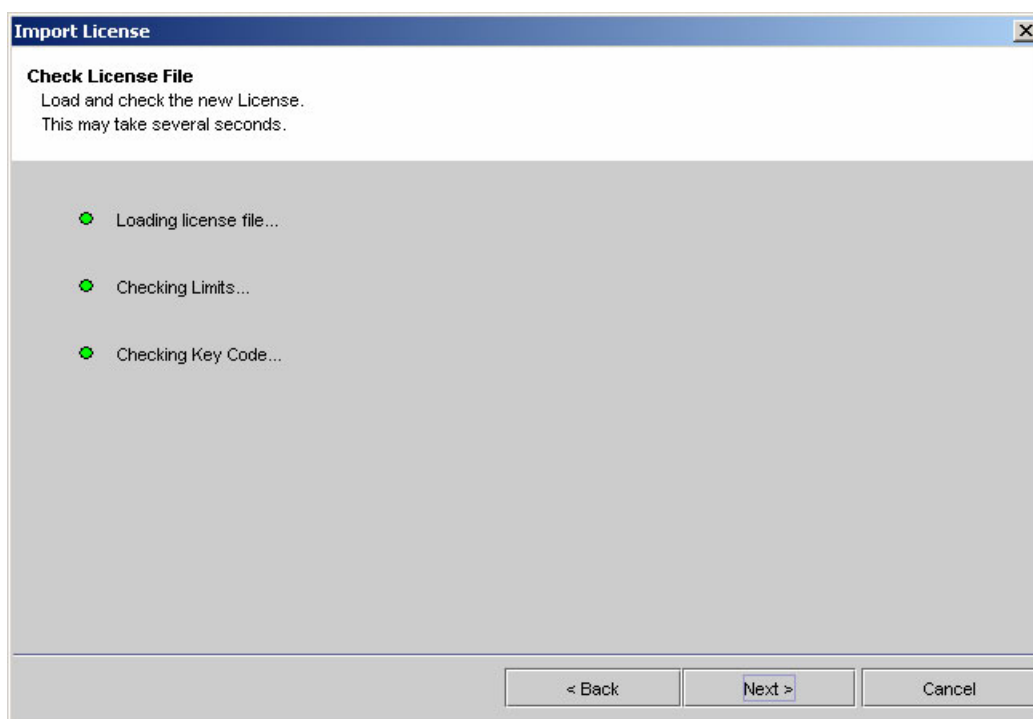 Import License
Check License File
Load and check the new License.
This may take several seconds.
Loading license file...
Checking Limits...
Checking Key Code...
< Back
Next >
Cancel